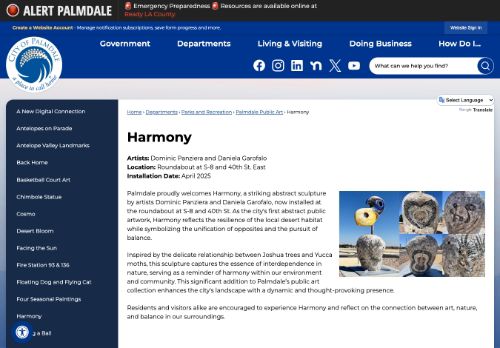 ALERT PALMDALE
🚨 Emergency Preparedness 🚨 Resources are available online at
Ready LA County.
Create a Website Account - Manage notification subscriptions, save form progress and more.
Website Sign In
CITY OF PALMDALE
a place to call home
Government
Departments
Living & Visiting
Doing Business
How Do I...
What can we help you find?
Select Language
Google Translate
A New Digital Connection
Antelopes on Parade
Antelope Valley Landmarks
Back Home
Basketball Court Art
Chimbole Statue
Cosmo
Desert Bloom
Facing the Sun
Fire Station 93 & 136
Floating Dog and Flying Cat
Four Seasonal Paintings
Harmony
g a Ball
Home › Departments › Parks and Recreation › Palmdale Public Art › Harmony
Harmony
Artists: Dominic Panziera and Daniela Garofalo
Location: Roundabout at S-8 and 40th St. East
Installation Date: April 2025
Palmdale proudly welcomes Harmony, a striking abstract sculpture
by artists Dominic Panziera and Daniela Garofalo, now installed at
the roundabout at S-8 and 40th St. As the city's first abstract public
artwork, Harmony reflects the resilience of the local desert habitat
while symbolizing the unification of opposites and the pursuit of
balance.
Inspired by the delicate relationship between Joshua trees and Yucca
moths, this sculpture captures the essence of interdependence in
nature, serving as a reminder of harmony within our environment
and community. This significant addition to Palmdale's public art
collection enhances the city's landscape with a dynamic and thought-provoking presence.
Residents and visitors alike are encouraged to experience Harmony and reflect on the connection between art, nature,
and balance in our surroundings.